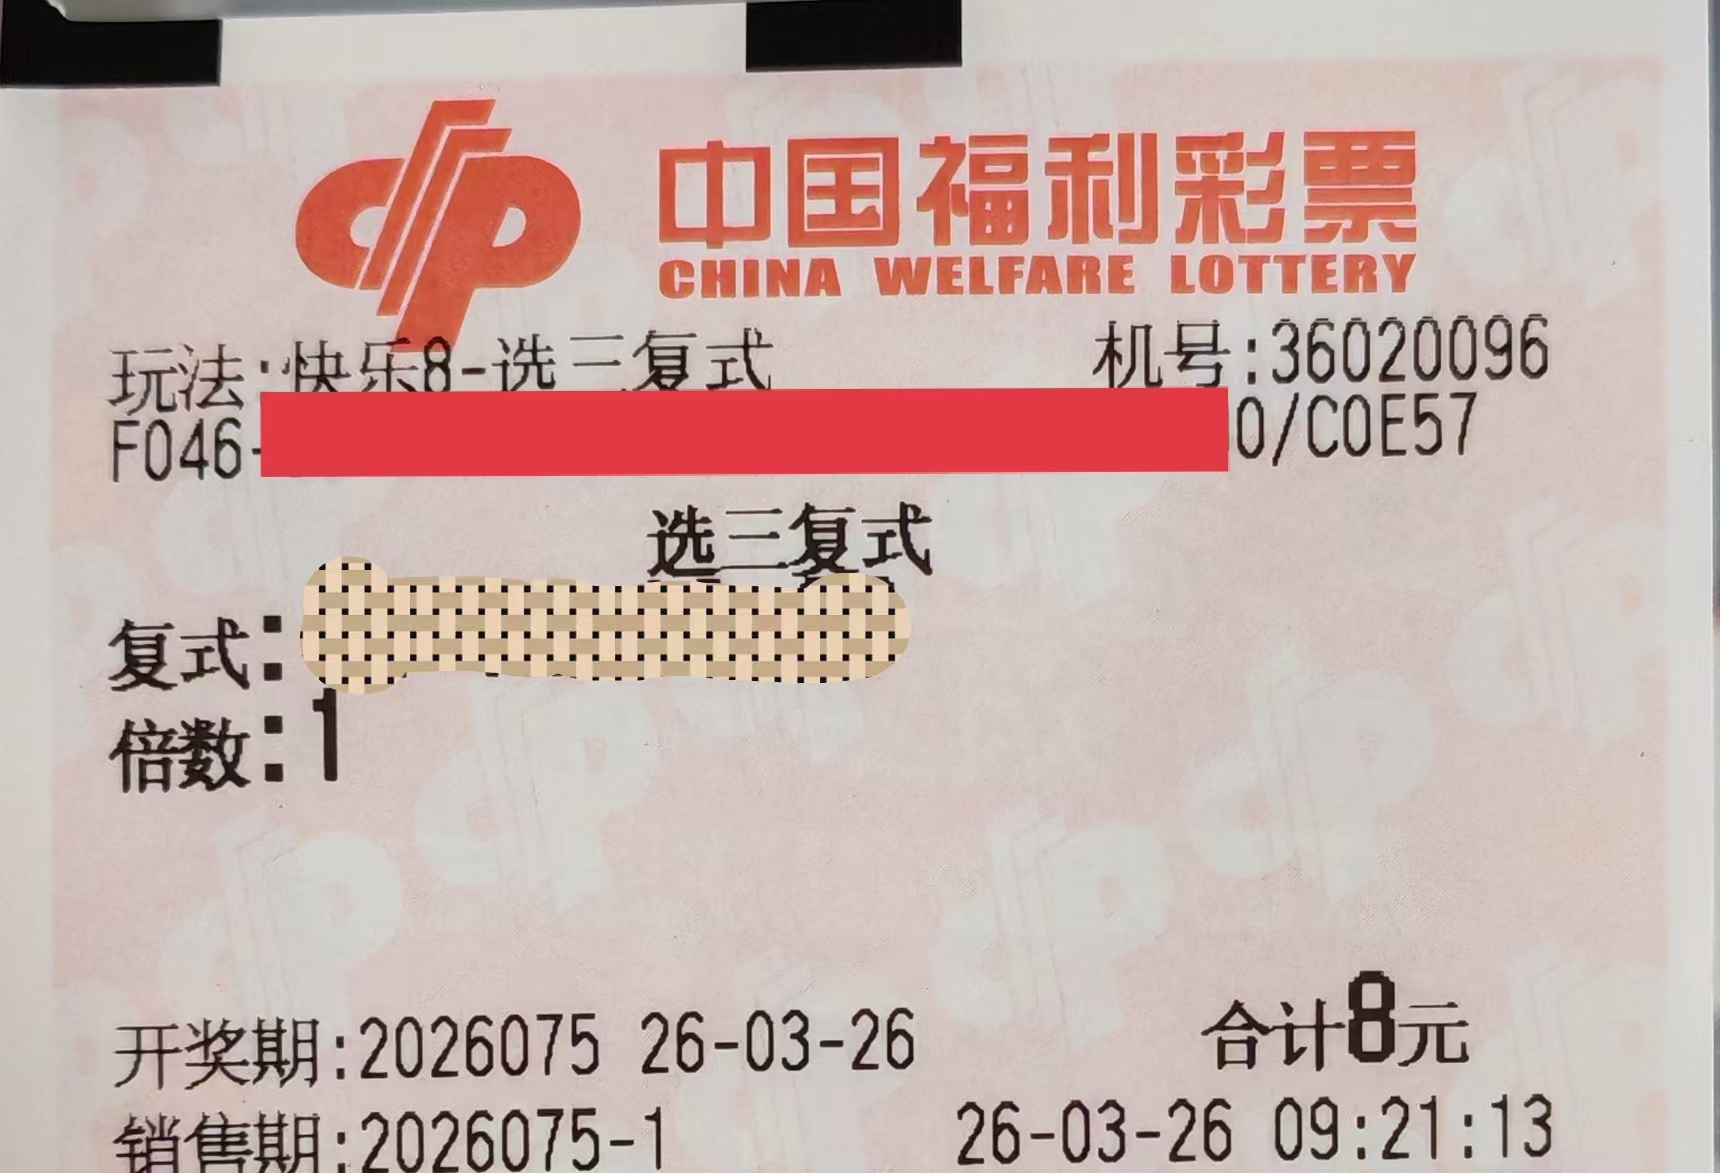 中国福利彩票
CHINA WELFARE LOTTERY
玩法:快乐8-选三复式 机号:36020096
F046- 0/C0E57
选三复式
复式:
倍数:1
开奖期:2026075 26-03-26 合计8元
销售期:2026075-1 26-03-26 09:21:13